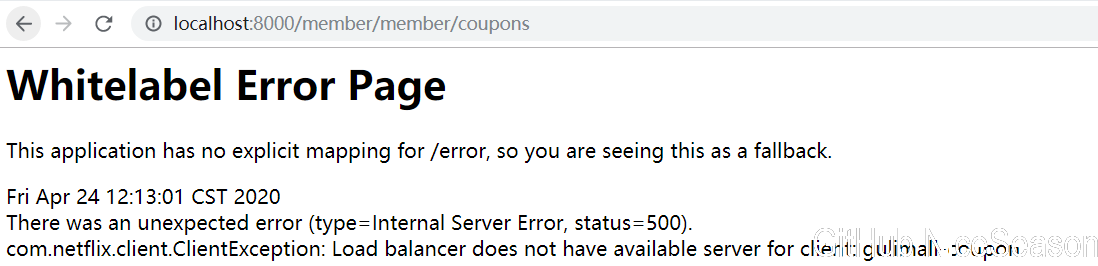 localhost:8000/member/member/coupons
Whitelabel Error Page
This application has no explicit mapping for /error, so you are seeing this as a fallback.
Fri Apr 24 12:13:01 CST 2020
There was an unexpected error (type=Internal Server Error, status=500).
com.netflix.client.ClientException: Load balancer does not have available server for client: gulimall-coupon
GitHub NiceSeason